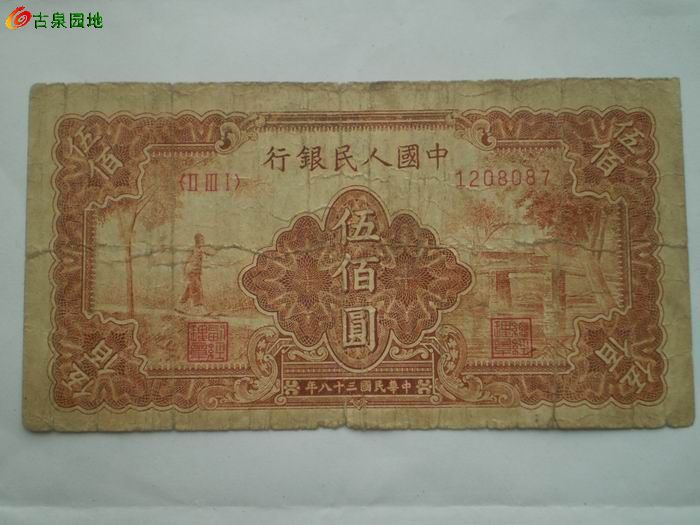 古泉园地
行銀民人國中
〈II III I〉
1208087
伍佰
伍佰
伍佰圓
伍佰
伍佰
年八十三國民華中